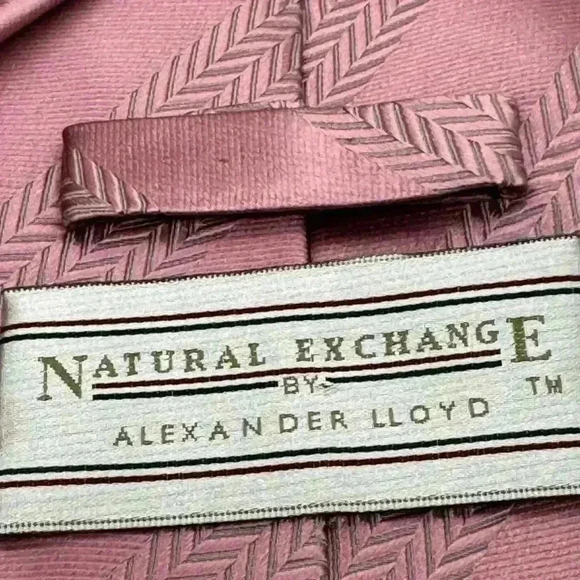 NATURAL EXCHANGE
BY
ALEXANDER LLOYD TM